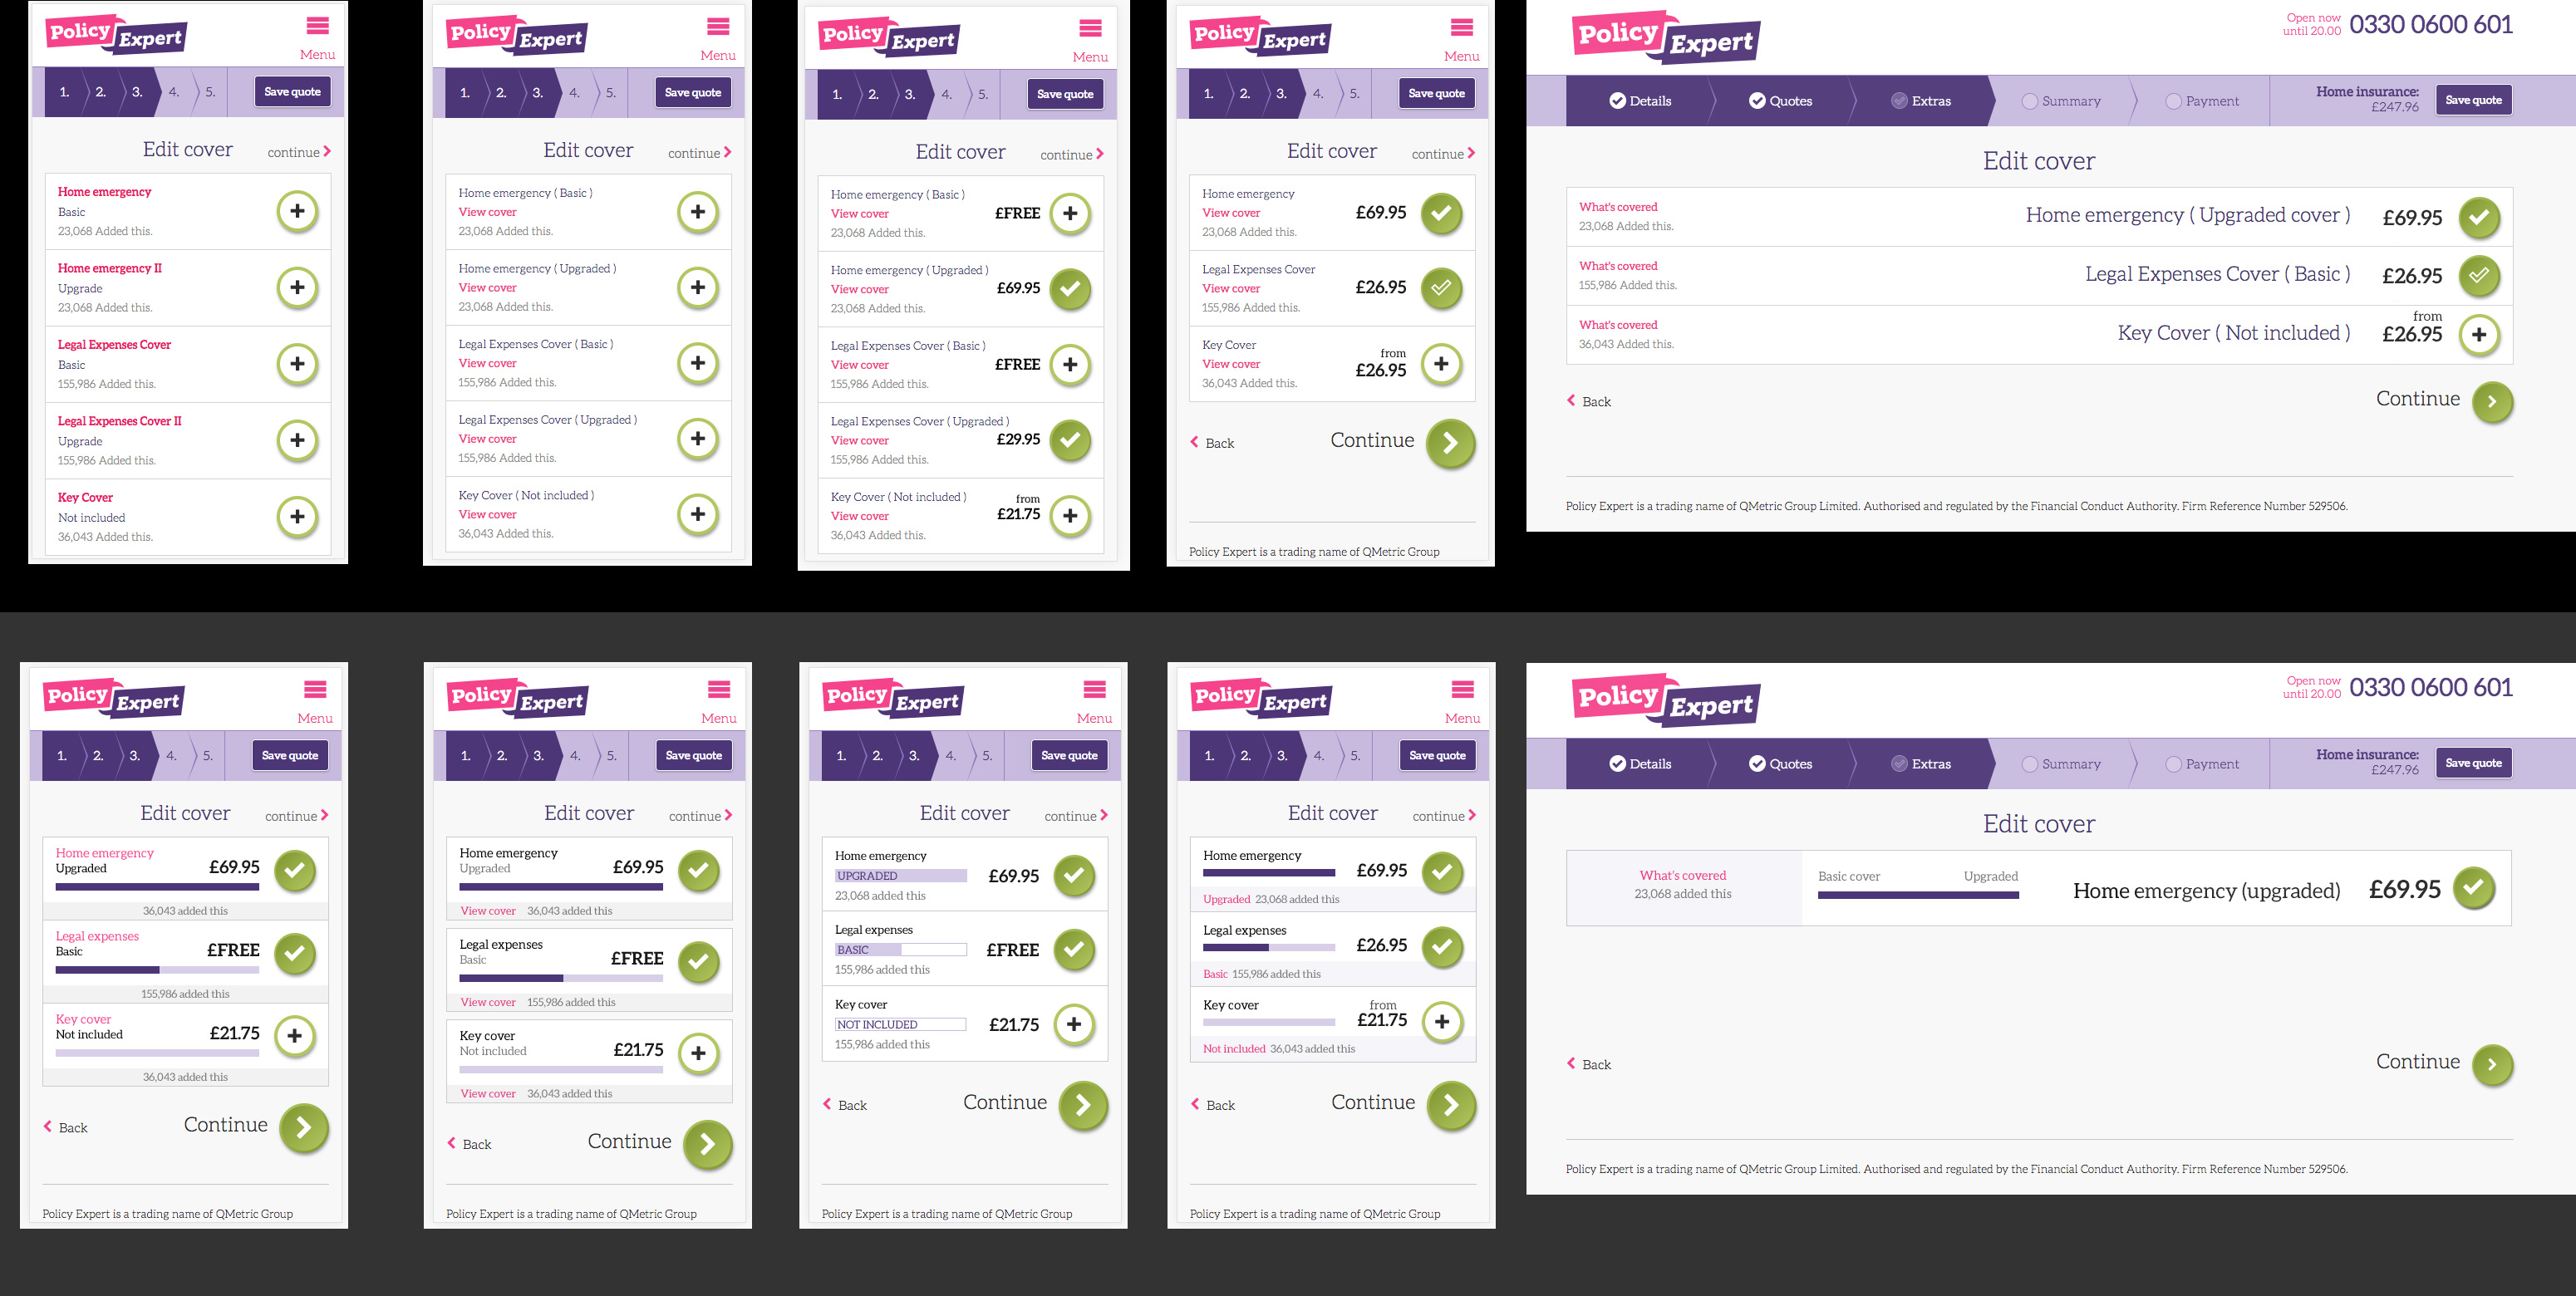 Policy Expert
Menu
1. 2. 3. 4. 5. Save quote
Edit cover continue
Home emergency
Basic
23,068 Added this.
Home emergency II
Upgrade
23,068 Added this.
Legal Expenses Cover
Basic
155,986 Added this.
Legal Expenses Cover II
Upgrade
155,986 Added this.
Key Cover
Not included
36,043 Added this.
Policy Expert
Menu
1. 2. 3. 4. 5. Save quote
Edit cover continue
Home emergency ( Basic )
View cover
23,068 Added this.
Home emergency ( Upgraded )
View cover
23,068 Added this.
Legal Expenses Cover ( Basic )
View cover
155,986 Added this.
Legal Expenses Cover ( Upgraded )
View cover
155,986 Added this.
Key Cover ( Not included )
View cover
36,043 Added this.
Policy Expert
Menu
1. 2. 3. 4. 5. Save quote
Edit cover continue
Home emergency ( Basic )
View cover £FREE
23,068 Added this.
Home emergency ( Upgraded )
View cover £69.95
23,068 Added this.
Legal Expenses Cover ( Basic )
View cover £FREE
155,986 Added this.
Legal Expenses Cover ( Upgraded )
View cover £29.95
155,986 Added this.
Key Cover ( Not included ) from
View cover £21.75
36,043 Added this.
Policy Expert
Menu
1. 2. 3. 4. 5. Save quote
Edit cover continue
Home emergency
View cover £69.95
23,068 Added this.
Legal Expenses Cover
View cover £26.95
155,986 Added this.
Key Cover from
View cover £26.95
36,043 Added this.
Back Continue
Policy Expert is a trading name of QMetric Group
Policy Expert
Open now
until 20.00 0330 0600 601
Details Quotes Extras Summary Payment
Home insurance:
£247.96 Save quote
Edit cover
What's covered
23,068 Added this.
Home emergency ( Upgraded cover ) £69.95
What's covered
155,986 Added this.
Legal Expenses Cover ( Basic ) £26.95
What's covered
36,043 Added this.
Key Cover ( Not included ) from £26.95
Back Continue
Policy Expert is a trading name of QMetric Group Limited. Authorised and regulated by the Financial Conduct Authority. Firm Reference Number 529506.
Policy Expert
Menu
1. 2. 3. 4. 5. Save quote
Edit cover continue
Home emergency
Upgraded £69.95
36,043 added this
Legal expenses
Basic £FREE
155,986 added this
Key cover
Not included £21.75
36,043 added this
Back Continue
Policy Expert is a trading name of QMetric Group
Policy Expert
Menu
1. 2. 3. 4. 5. Save quote
Edit cover continue
Home emergency
Upgraded £69.95
View cover 36,043 added this
Legal expenses
Basic £FREE
View cover 155,986 added this
Key cover
Not included £21.75
View cover 36,043 added this
Back Continue
Policy Expert is a trading name of QMetric Group
Policy Expert
Menu
1. 2. 3. 4. 5. Save quote
Edit cover continue
Home emergency
UPGRADED £69.95
23,068 added this
Legal expenses
BASIC £FREE
155,986 added this
Key cover
NOT INCLUDED £21.75
155,986 added this
Back Continue
Policy Expert is a trading name of QMetric Group
Policy Expert
Menu
1. 2. 3. 4. 5. Save quote
Edit cover continue
Home emergency £69.95
Upgraded 23,068 added this
Legal expenses £26.95
Basic 155,986 added this
Key cover from £21.75
Not included 36,043 added this
Back Continue
Policy Expert is a trading name of QMetric Group
Policy Expert
Open now
until 20.00 0330 0600 601
Details Quotes Extras Summary Payment
Home insurance:
£247.96 Save quote
Edit cover
What's covered
23,068 added this
Basic cover Upgraded
Home emergency (upgraded) £69.95
Back Continue
Policy Expert is a trading name of QMetric Group Limited. Authorised and regulated by the Financial Conduct Authority. Firm Reference Number 529506.